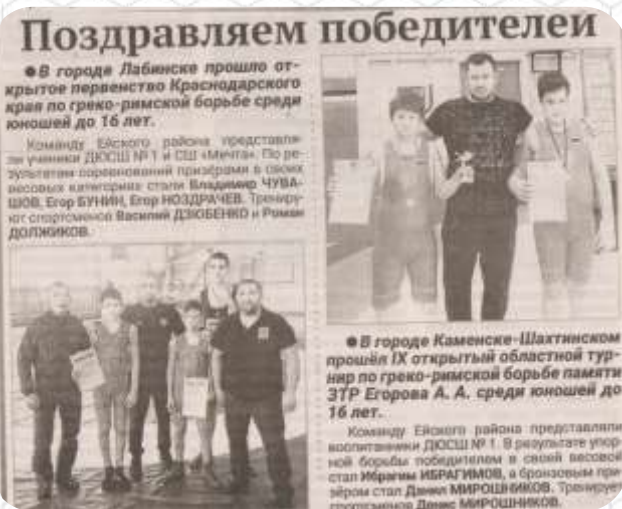 Поздравляем победителей
●В городе Лабинске прошло от-
крытое первенство Краснодарского
края по греко-римской борьбе среди
юношей до 16 лет.
Команду Ейского района представля-
ли ученики ДЮСШ № 1 и СШ «Мечта». По ре-
зультатам соревнований призёрами в своих
весовых категориях стали Владимир ЧУВА-
ШОВ, Егор БУНИН, Егор НОЗДРАЧЕВ. Трениру-
ют спортсменов Василий ДЗЮБЕНКО и Роман
ДОЛЖИКОВ.
●В городе Каменске-Шахтинском
прошёл IX открытый областной тур-
нир по греко-римской борьбе памяти
ЗТР Егорова А. А. среди юношей до
16 лет.
Команду Ейского района представляли
воспитанники ДЮСШ № 1. В результате упор-
ной борьбы победителем в своей весовой
стал Ибрагим ИБРАГИМОВ, а бронзовым при-
зёром стал Данил МИРОШНИКОВ. Тренирует
спортсменов Денис МИРОШНИКОВ.